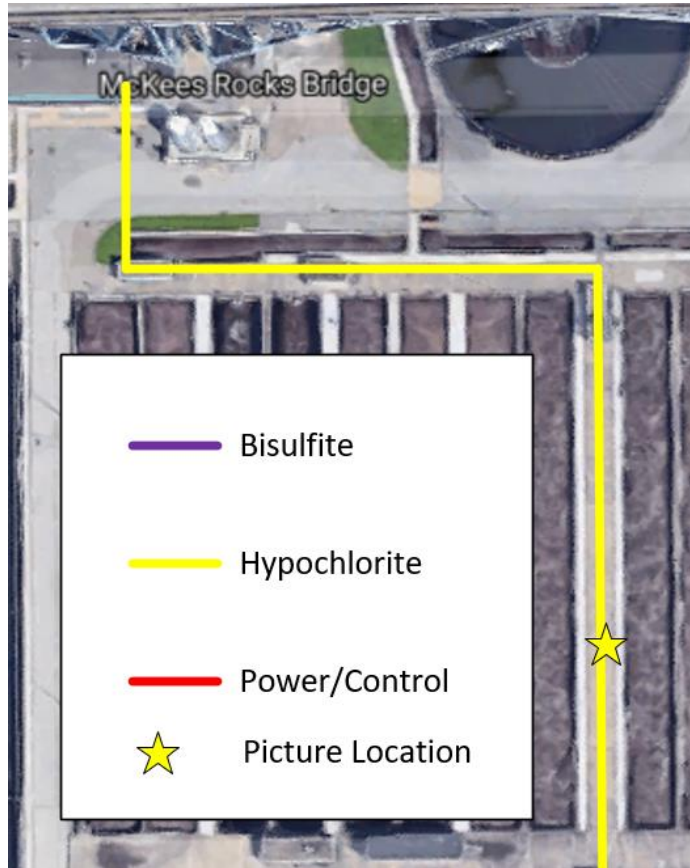 McKees Rocks Bridge
Bisulfite
Hypochlorite
Power/Control
Picture Location